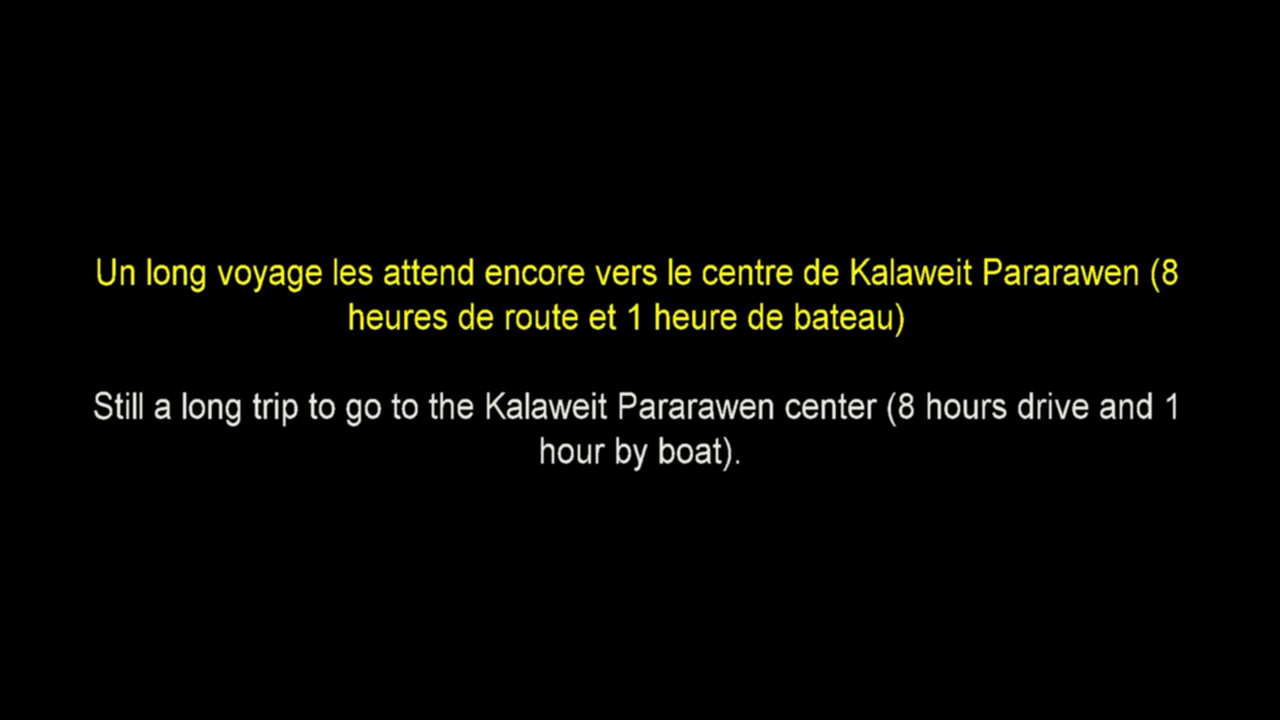 Un long voyage les attend encore vers le centre de Kalaweit Pararawen (8
heures de route et 1 heure de bateau)
Still a long trip to go to the Kalaweit Pararawen center (8 hours drive and 1
hour by boat).